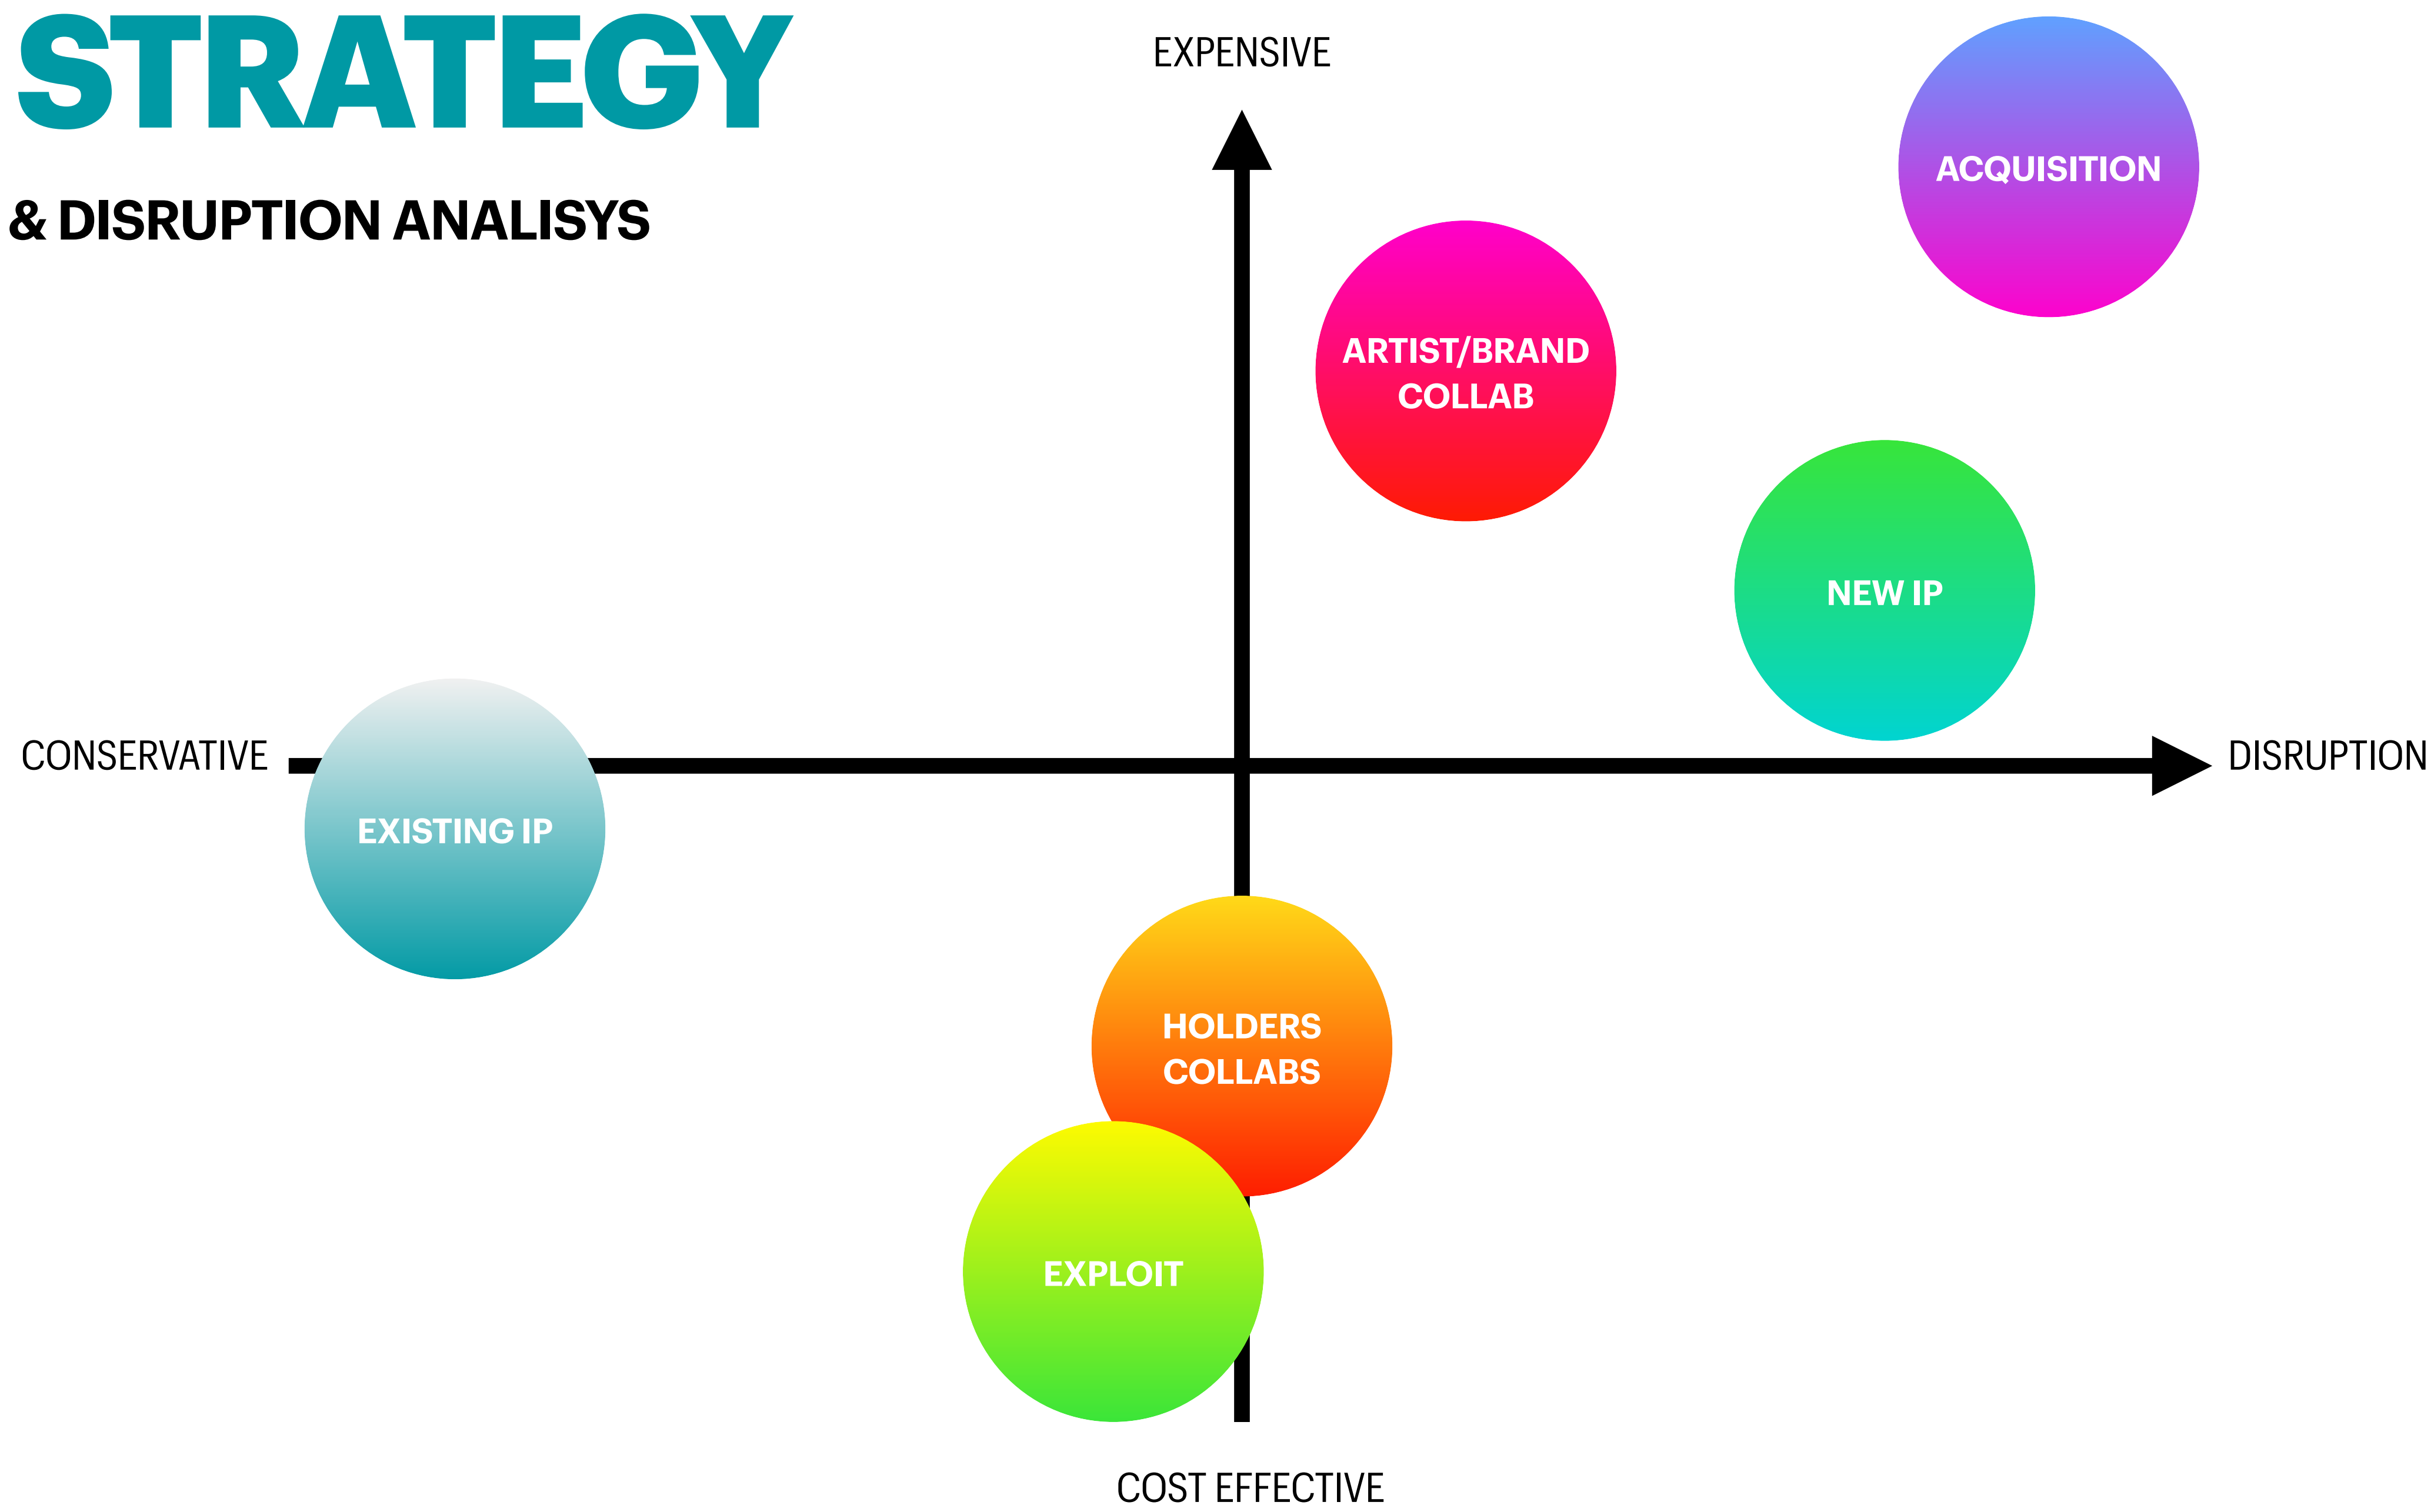 STRATEGY
& DISRUPTION ANALISYS
EXPENSIVE
ACQUISITION
ARTIST/BRAND
COLLAB
NEW IP
CONSERVATIVE
DISRUPTION
EXISTING IP
HOLDERS
COLLABS
EXPLOIT
COST EFFECTIVE